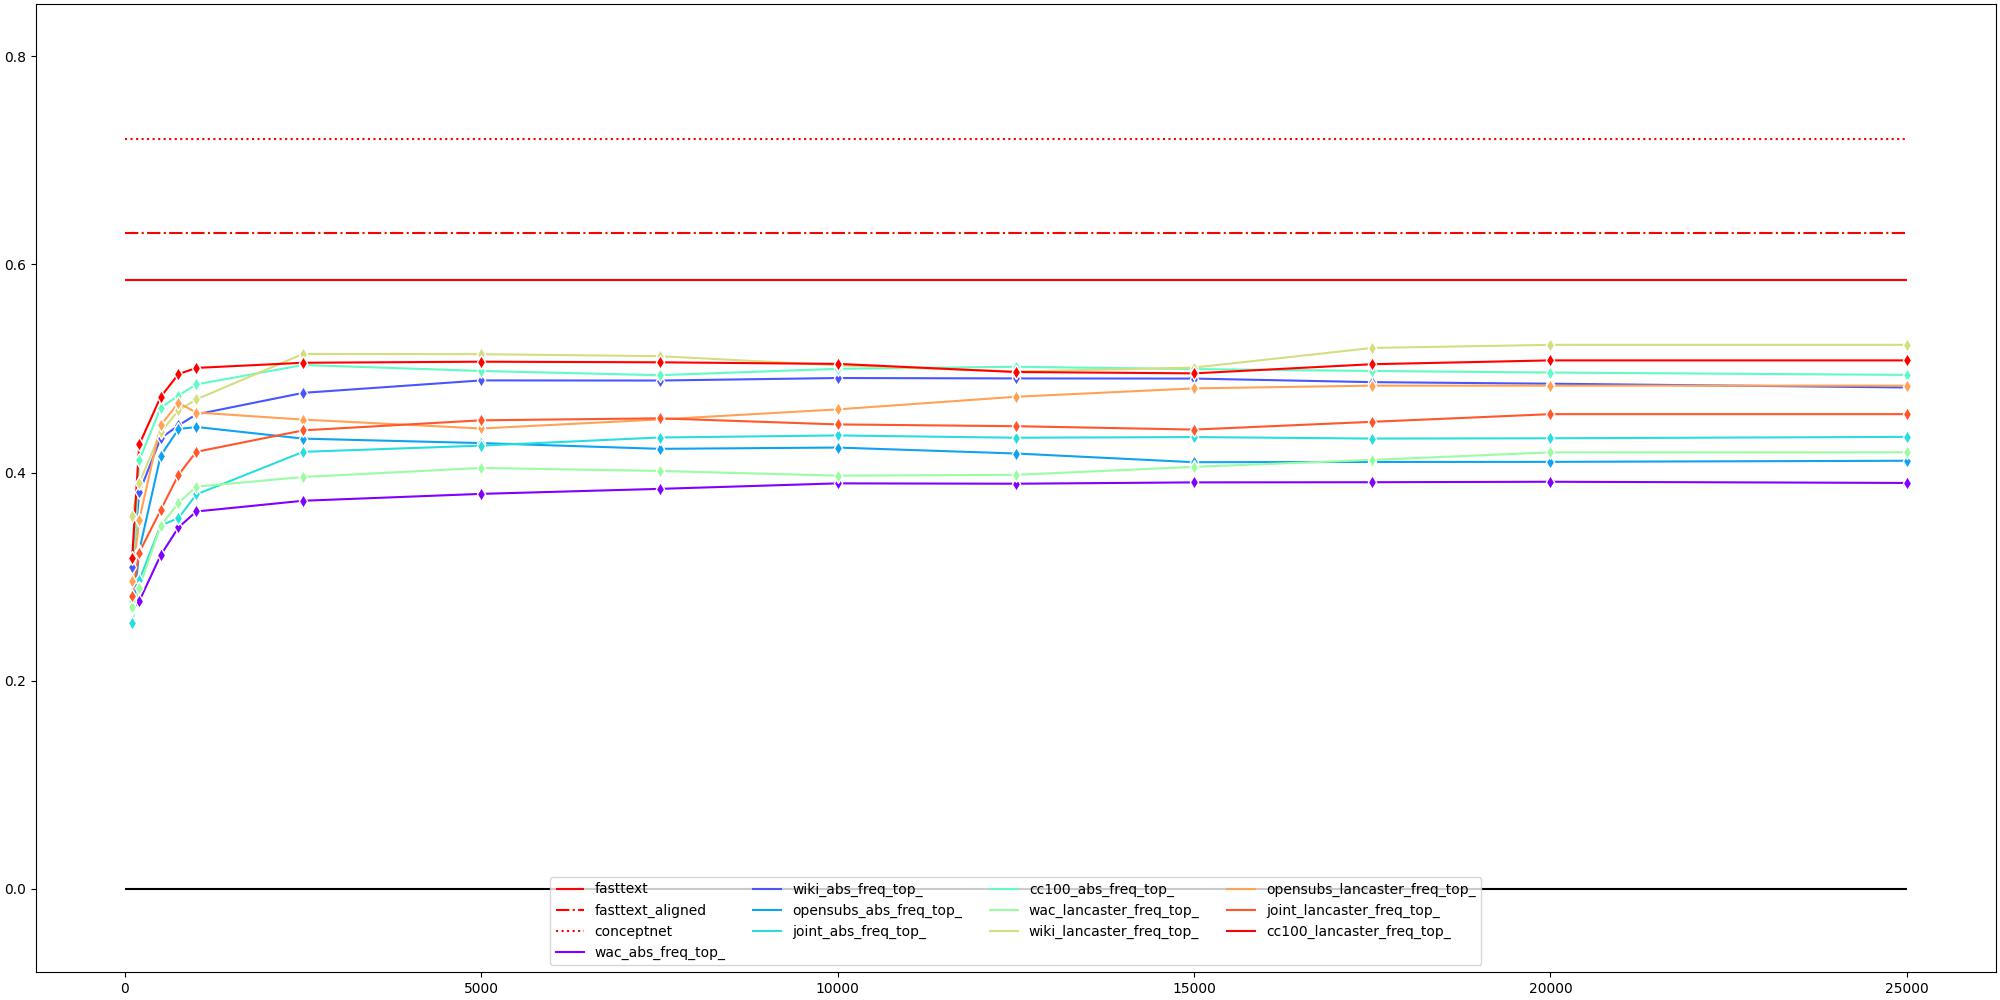 0.8
0.6
0.4
0.2
0.0
fasttext
fasttext_aligned
conceptnet
wac_abs_freq_top_
wiki_abs_freq_top_
opensubs_abs_freq_top_
joint_abs_freq_top_
cc100_abs_freq_top_
wac_lancaster_freq_top_
wiki_lancaster_freq_top_
opensubs_lancaster_freq_top_
joint_lancaster_freq_top_
cc100_lancaster_freq_top_
0 5000 10000 15000 20000 25000